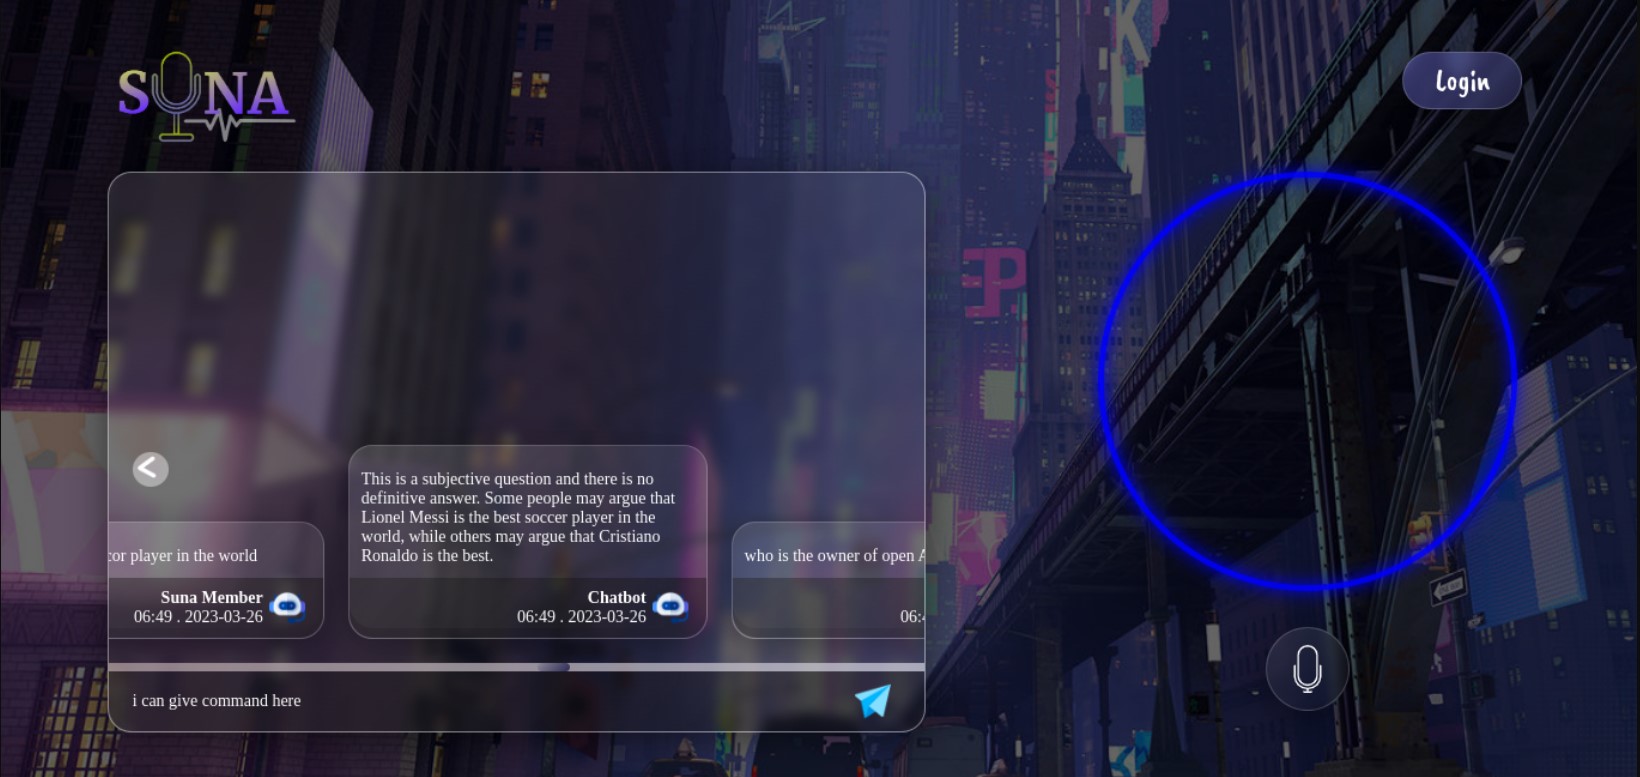 SUNA
Login
P
This is a subjective question and there is no
definitive answer. Some people may argue that
Lionel Messi is the best soccer player in the
world, while others may argue that Cristiano
Ronaldo is the best.
Chatbot
06:49 . 2023-03-26
player in the world
Suna Member
06:49 . 2023-03-26
who is the owner of open
i can give command here